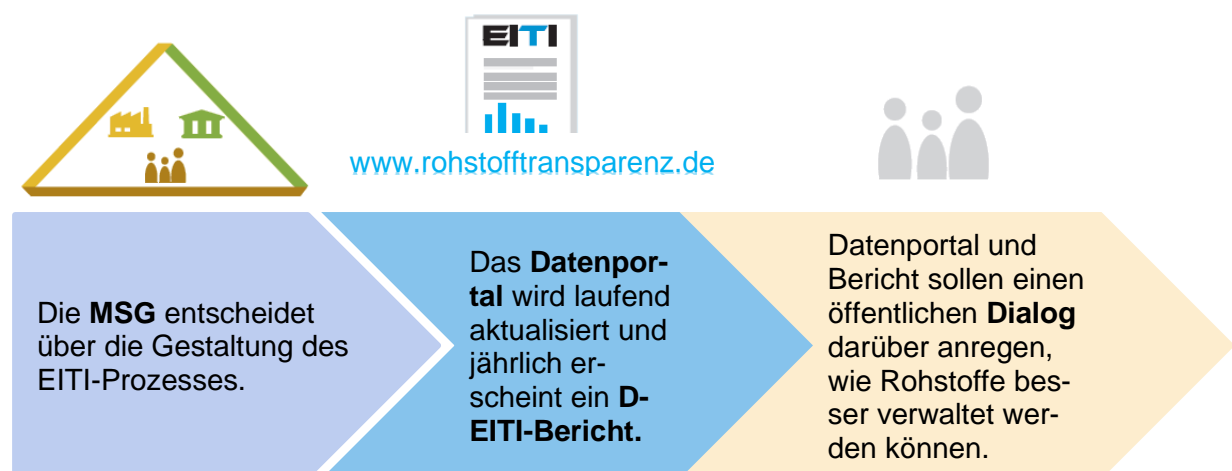 EITI
www.rohstofftransparenz.de
Die MSG entscheidet
über die Gestaltung des
EITI-Prozesses.
Das Datenpor-
tal wird laufend
aktualisiert und
jährlich er-
scheint ein D-
EITI-Bericht.
Datenportal und
Bericht sollen einen
öffentlichen Dialog
darüber anregen,
wie Rohstoffe bes-
ser verwaltet wer-
den können.